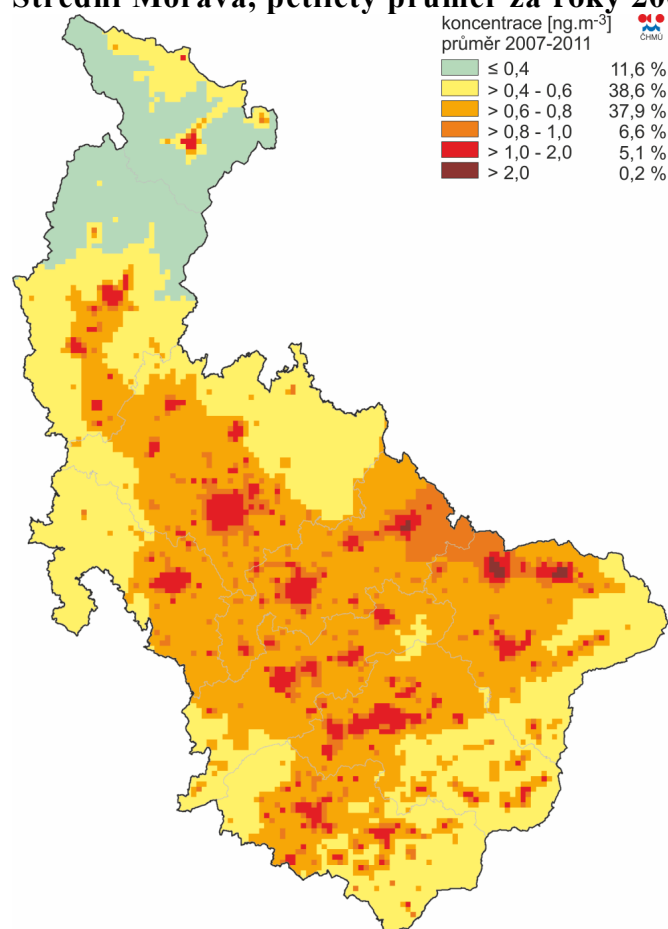 Střední Morava, pětiletý průměr za roky
koncentrace [ng.m-3]
průměr 2007-2011
ČHMÚ
≤ 0,4 11,6 %
> 0,4 - 0,6 38,6 %
> 0,6 - 0,8 37,9 %
> 0,8 - 1,0 6,6 %
> 1,0 - 2,0 5,1 %
> 2,0 0,2 %